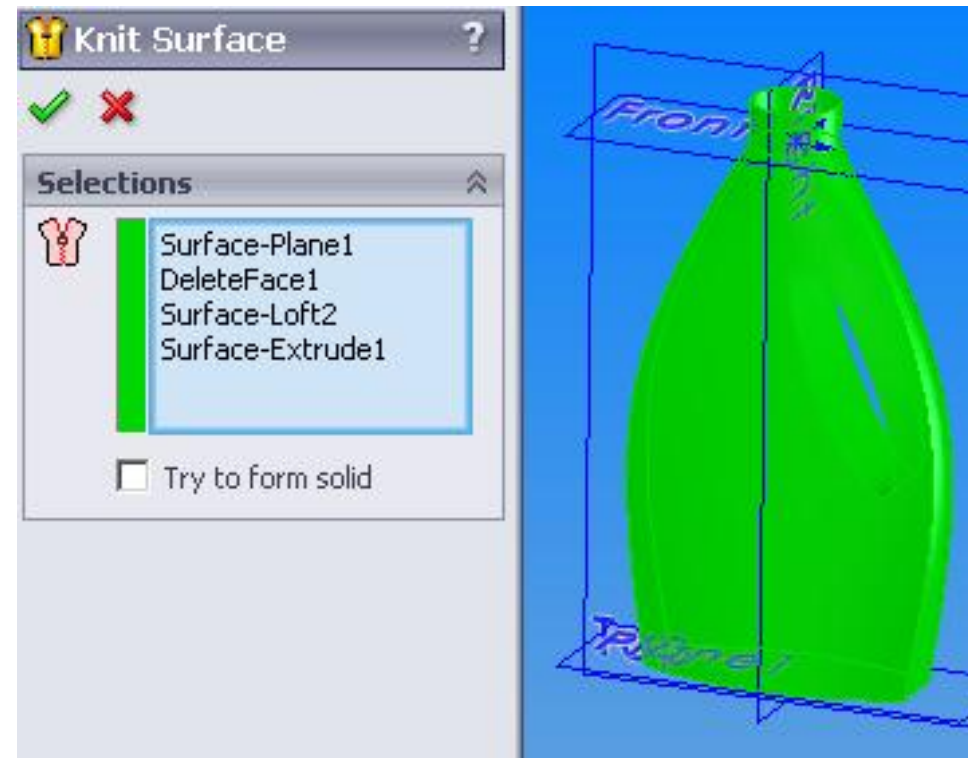 Knit Surface ?
Selections
Surface-Plane1
DeleteFace1
Surface-Loft2
Surface-Extrude1
Try to form solid
Front